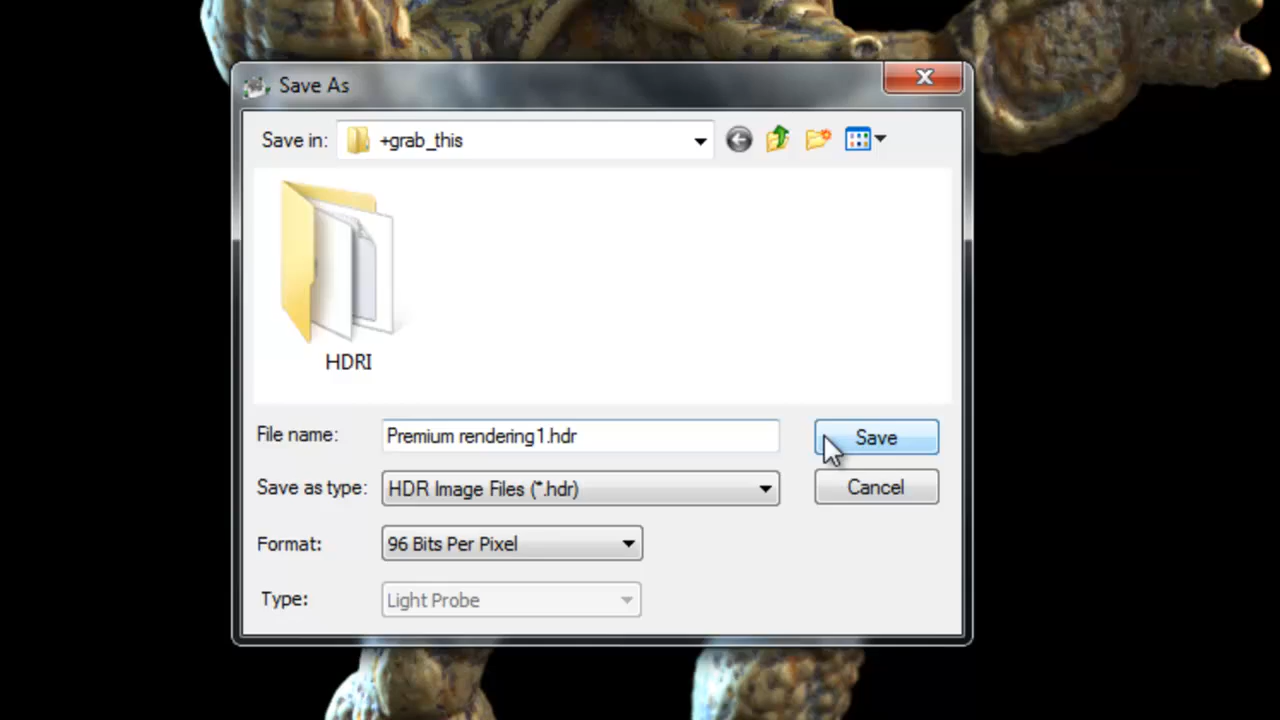 Save As
Save in: +grab_this
HDRI
File name: Premium rendering1.hdr Save
Save as type: HDR Image Files (*.hdr) Cancel
Format: 96 Bits Per Pixel
Type: Light Probe